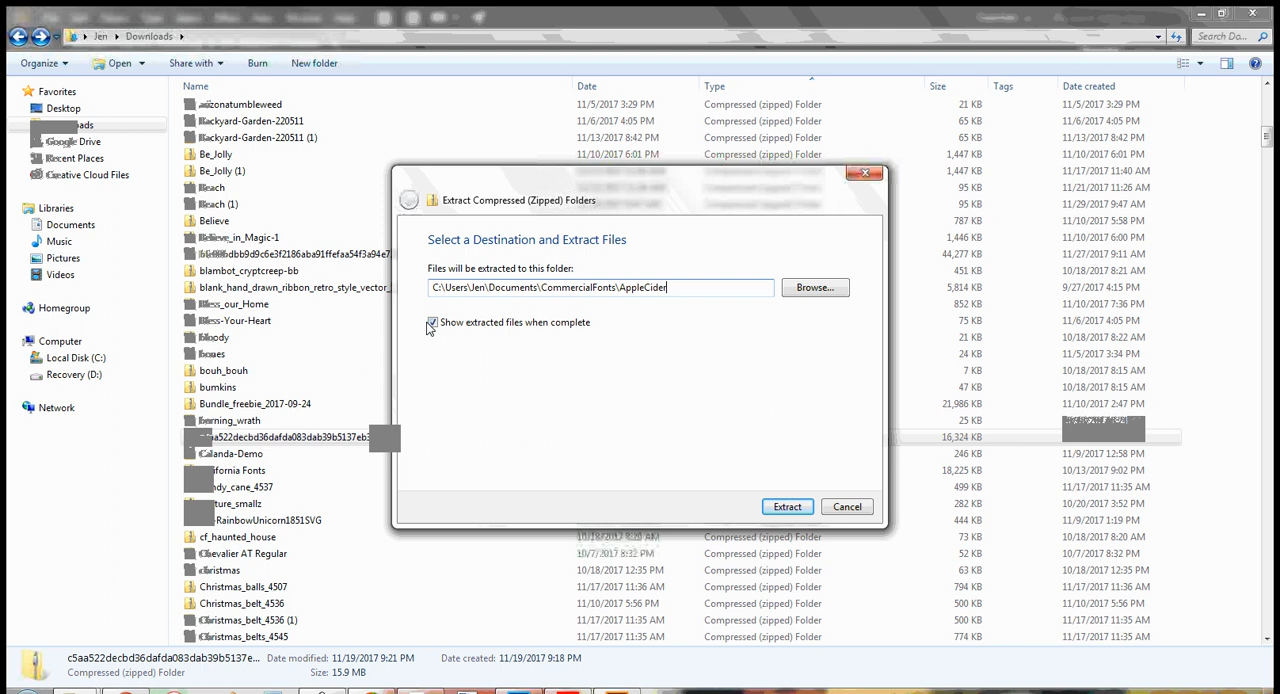 Jen Downloads
Search Do...
Organize Open Share with Burn New folder
Name Date Type Size Tags Date created
Favorites
Desktop
Google Drive
Recent Places
Creative Cloud Files
Libraries
Documents
Music
Pictures
Videos
Homegroup
Computer
Local Disk (C:)
Recovery (D:)
Network
11/5/2017 3:29 PM Compressed (zipped) Folder 21 KB 11/5/2017 3:29 PM
Backyard-Garden-220511 11/6/2017 4:05 PM Compressed (zipped) Folder 65 KB 11/6/2017 4:05 PM
Backyard-Garden-220511 (1) 11/13/2017 8:42 PM Compressed (zipped) Folder 65 KB 11/13/2017 8:42 PM
Be_Jolly 11/10/2017 6:01 PM Compressed (zipped) Folder 1,447 KB 11/10/2017 6:01 PM
Be_Jolly (1) 1,447 KB 11/17/2017 11:40 AM
95 KB 11/21/2017 11:26 AM
(1) 95 KB 11/29/2017 9:47 AM
Believe 787 KB 11/10/2017 5:58 PM
Believe_in_Magic-1 1,446 KB 11/10/2017 6:00 PM
44,277 KB 11/27/2017 9:11 AM
blambot_cryptcreep-bb 451 KB 10/18/2017 8:21 AM
blank_hand_drawn_ribbon_retro_style_vector_ 5,814 KB 9/27/2017 4:15 PM
Bless_our_Home 852 KB 11/10/2017 7:36 PM
Bless-Your-Heart 75 KB 11/6/2017 4:05 PM
bloody 21 KB 10/18/2017 8:15 AM
24 KB 11/5/2017 3:34 PM
bouh_bouh 7 KB 10/18/2017 8:15 AM
bumkins 47 KB 10/18/2017 8:15 AM
Bundle_freebie_2017-09-24 21,986 KB 11/10/2017 2:47 PM
burning_wrath 25 KB
16,324 KB
Calanda-Demo 246 KB 11/9/2017 12:58 PM
Fonts 18,225 KB 10/13/2017 9:02 PM
499 KB 11/17/2017 11:35 AM
282 KB 10/20/2017 3:52 PM
RainbowUnicorn1851SVG 444 KB 11/9/2017 1:19 PM
cf_haunted_house 10/18/2017 8:20 AM Compressed (zipped) Folder 73 KB 10/18/2017 8:20 AM
Chevalier AT Regular 10/7/2017 8:32 PM Compressed (zipped) Folder 52 KB 10/7/2017 8:32 PM
christmas 10/18/2017 12:35 PM Compressed (zipped) Folder 63 KB 10/18/2017 12:35 PM
Christmas_balls_4507 11/17/2017 11:36 AM Compressed (zipped) Folder 794 KB 11/17/2017 11:36 AM
Christmas_belt_4536 11/10/2017 5:56 PM Compressed (zipped) Folder 500 KB 11/10/2017 5:56 PM
Christmas_belt_4536 (1) 11/17/2017 11:35 AM Compressed (zipped) Folder 500 KB 11/17/2017 11:35 AM
Christmas_belts_4545 11/17/2017 11:35 AM Compressed (zipped) Folder 774 KB 11/17/2017 11:35 AM
Extract Compressed (Zipped) Folders
Select a Destination and Extract Files
Files will be extracted to this folder:
C:\Users\Jen\Documents\CommercialFonts\AppleCider
Browse...
Show extracted files when complete
Extract Cancel
c5aa522decbd36dafda083dab39b5137e... Date modified: 11/19/2017 9:21 PM Date created: 11/19/2017 9:18 PM
Compressed (zipped) Folder Size: 15.9 MB